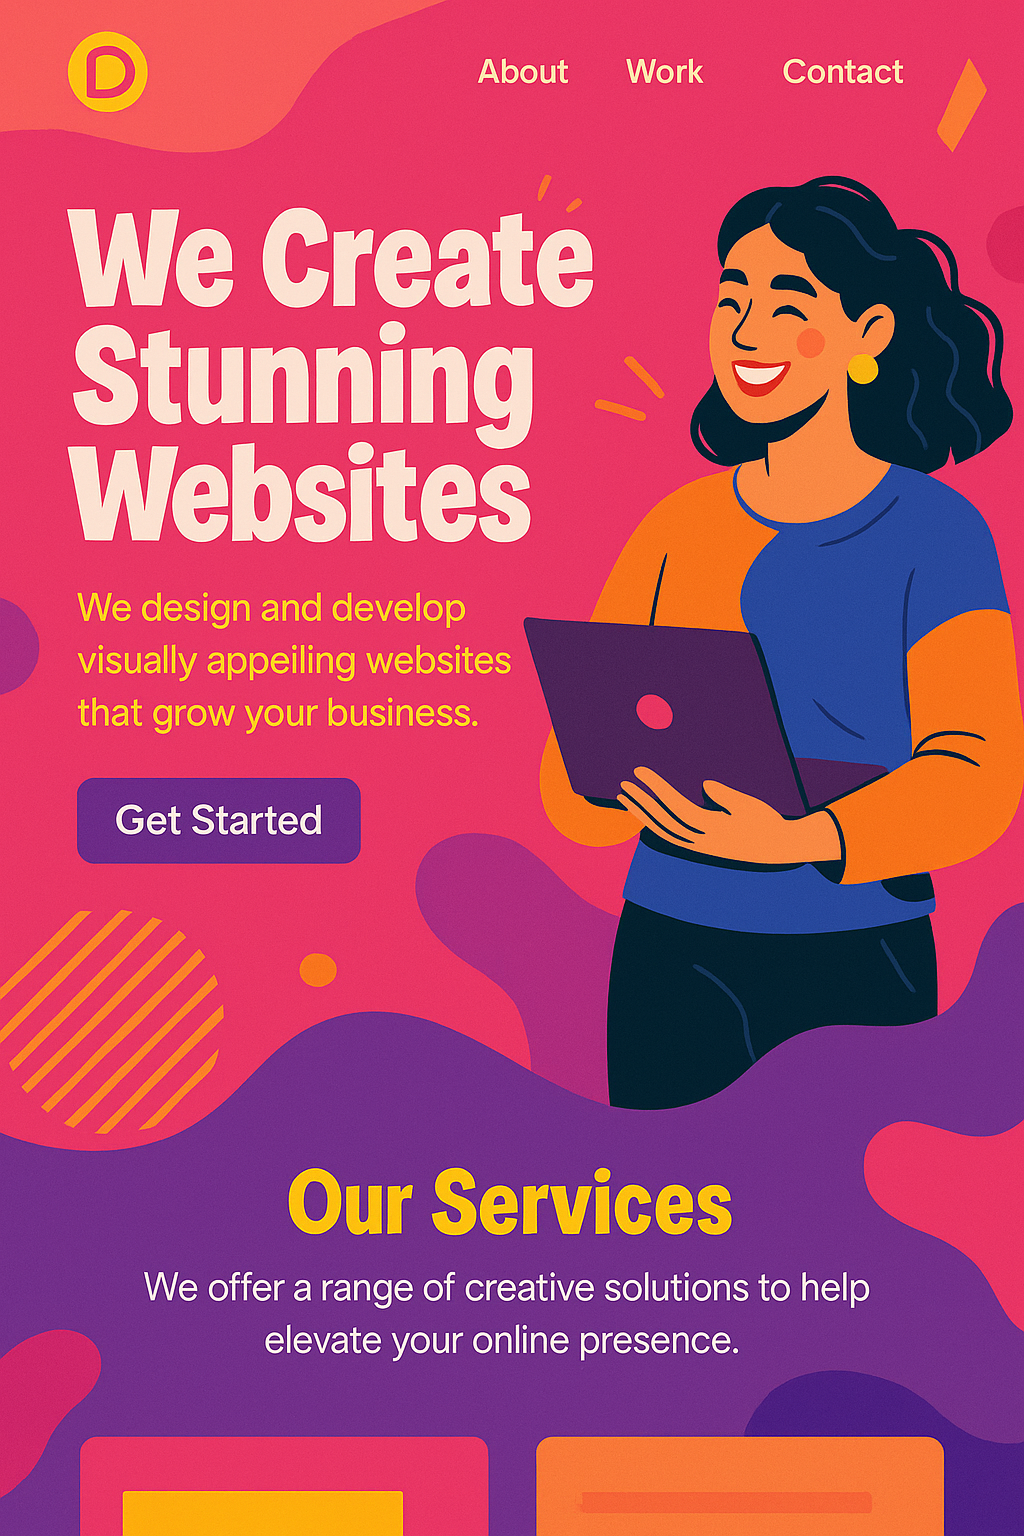 D
About Work Contact
We Create
Stunning
Websites
We design and develop
visually appeiling websites
that grow your business.
Get Started
Our Services
We offer a range of creative solutions to help
elevate your online presence.